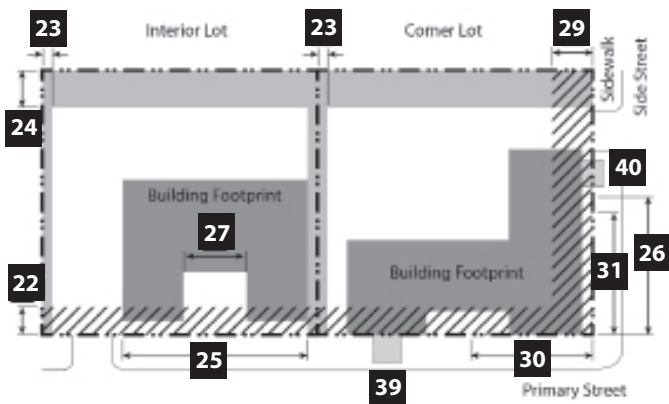 23 Interior Lot 23 Corner Lot 29
Sidewalk
Side Street
24
40
Building Footprint
27
26
31
Building Footprint
22
25 30
39
Primary Street